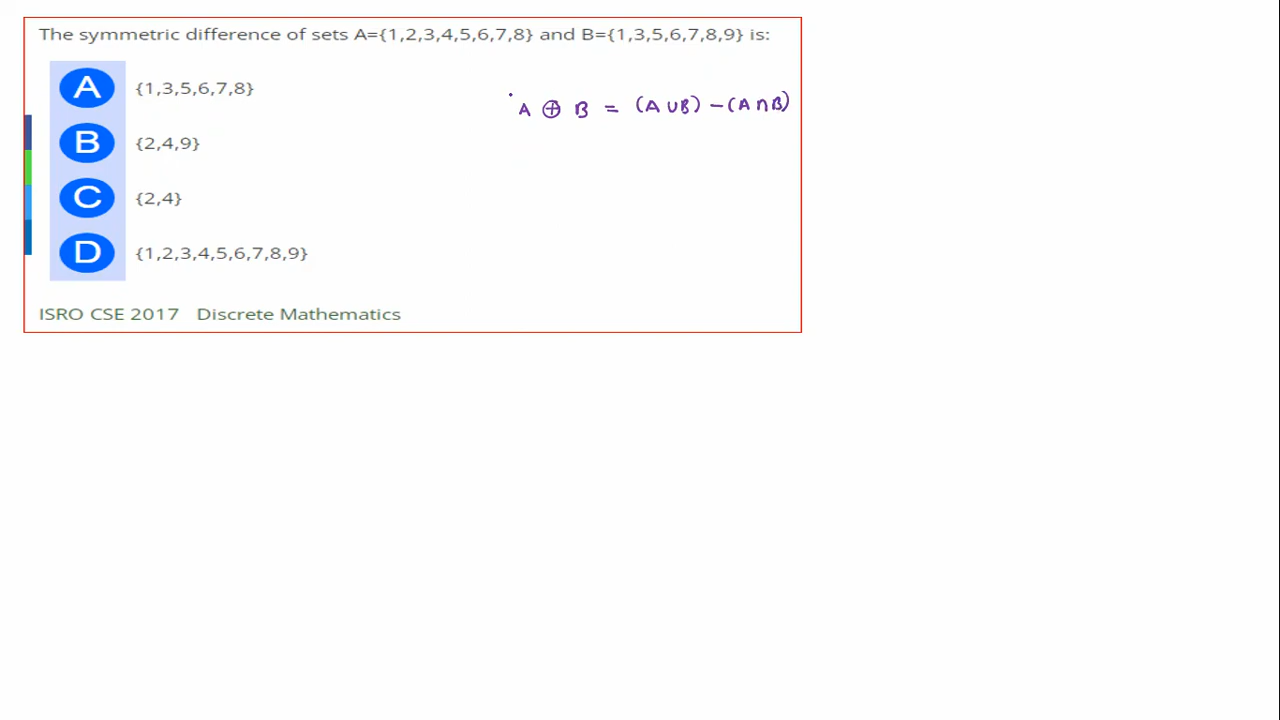 The symmetric difference of sets A={1,2,3,4,5,6,7,8} and B={1,3,5,6,7,8,9} is:
A {1,3,5,6,7,8}
A ⊕ B = (A ∪ B) − (A ∩ B)
B {2,4,9}
C {2,4}
D {1,2,3,4,5,6,7,8,9}
ISRO CSE 2017 Discrete Mathematics